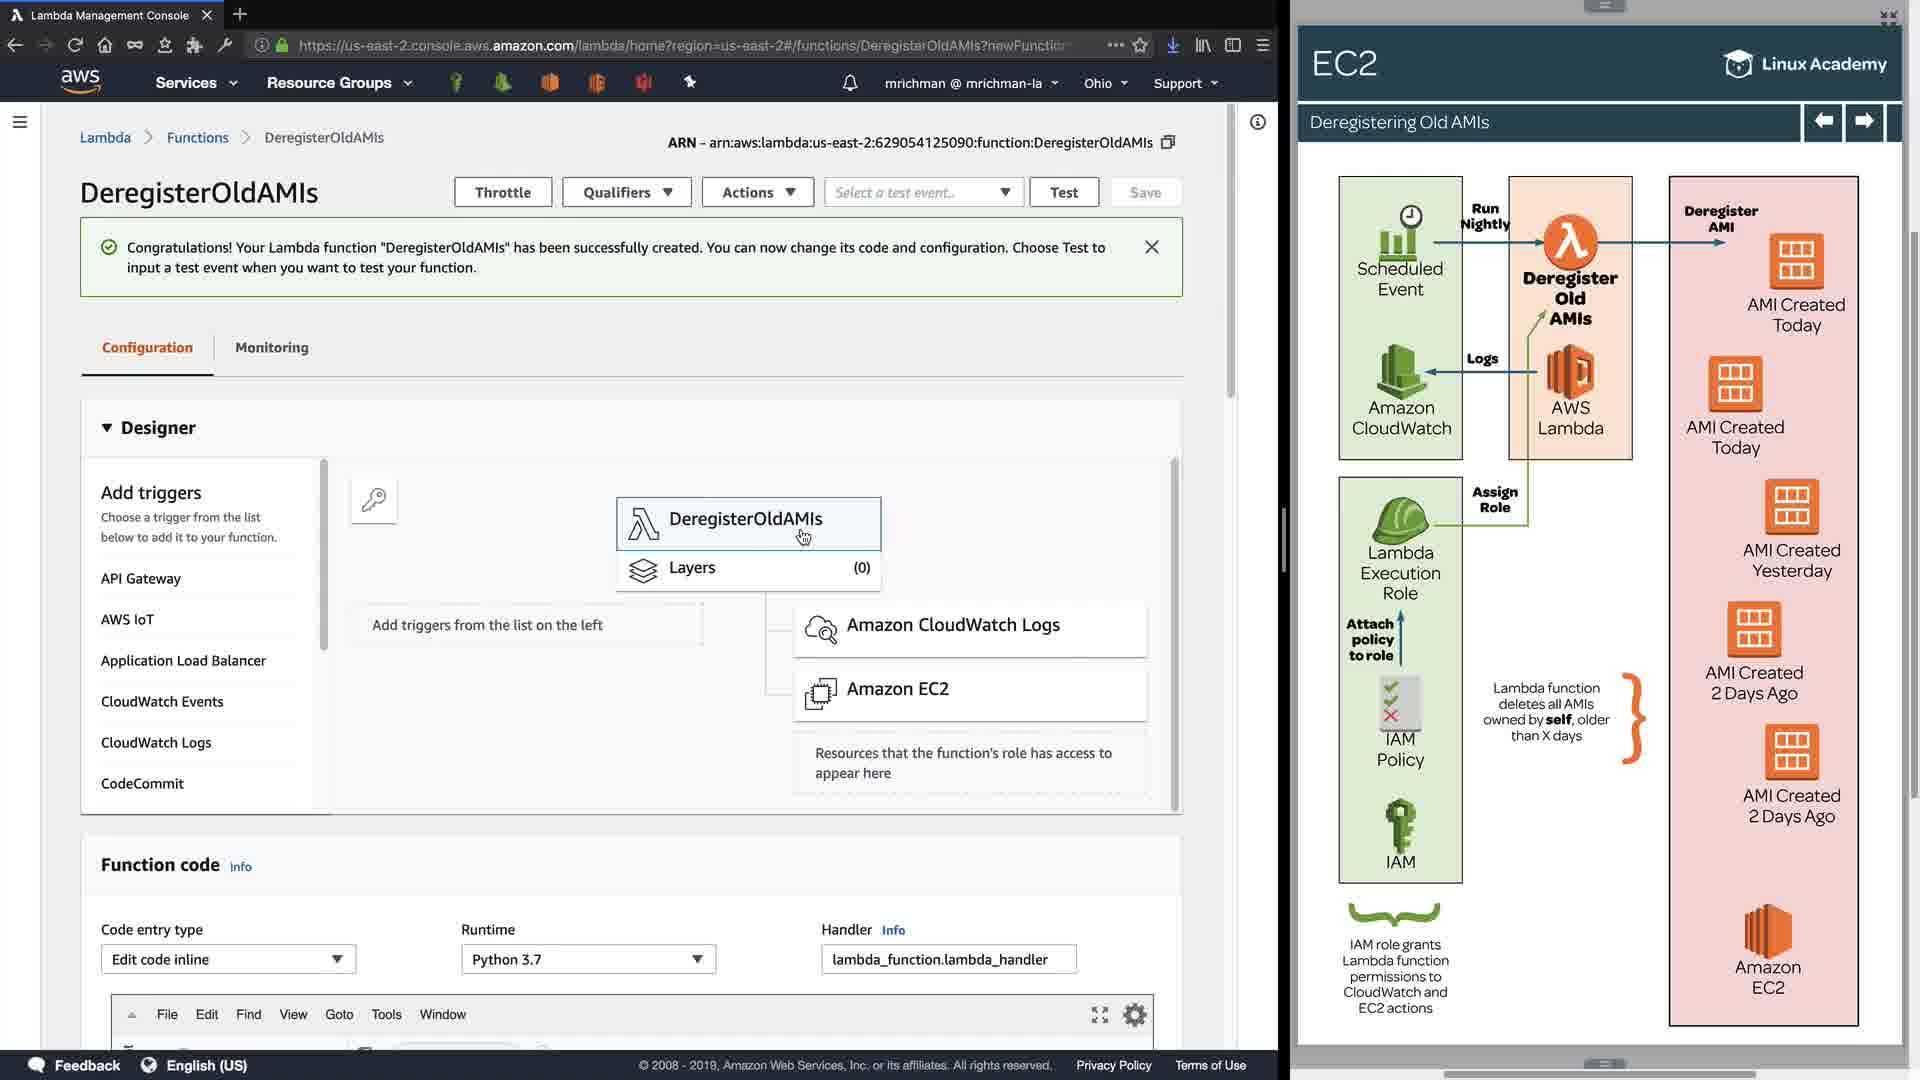 Lambda Management Console
https://us-east-2.console.aws.amazon.com/lambda/home?region=us-east-2#/functions/DeregisterOldAMIs?newFunctio
aws
Services
Resource Groups
mrichman @ mrichman-la
Ohio
Support
Lambda
Functions
DeregisterOldAMIs
ARN - arn:aws:lambda:us-east-2:629054125090:function:DeregisterOldAMIs
DeregisterOldAMIs
Throttle
Qualifiers
Actions
Select a test event..
Test
Save
Congratulations! Your Lambda function "DeregisterOldAMIs" has been successfully created. You can now change its code and configuration. Choose Test to
input a test event when you want to test your function.
Configuration
Monitoring
Designer
Add triggers
Choose a trigger from the list
below to add it to your function.
API Gateway
AWS IoT
Application Load Balancer
CloudWatch Events
CloudWatch Logs
CodeCommit
DeregisterOldAMIs
Layers
(0)
Add triggers from the list on the left
Amazon CloudWatch Logs
Amazon EC2
Resources that the function's role has access to
appear here
Function code
Info
Code entry type
Edit code inline
Runtime
Python 3.7
Handler
Info
lambda_function.lambda_handler
File
Edit
Find
View
Goto
Tools
Window
Feedback
English (US)
© 2008 - 2019, Amazon Web Services, Inc. or its affiliates. All rights reserved.
Privacy Policy
Terms of Use
EC2
Linux Academy
Deregistering Old AMIs
Scheduled
Event
Run
Nightly
Deregister
Old
AMIs
Deregister
AMI
AMI Created
Today
Logs
Amazon
CloudWatch
AWS
Lambda
AMI Created
Today
Assign
Role
Lambda
Execution
Role
AMI Created
Yesterday
Attach
policy
to role
AMI Created
2 Days Ago
Lambda function
deletes all AMIs
owned by self, older
than X days
IAM
Policy
AMI Created
2 Days Ago
IAM
IAM role grants
Lambda function
permissions to
CloudWatch and
EC2 actions
Amazon
EC2